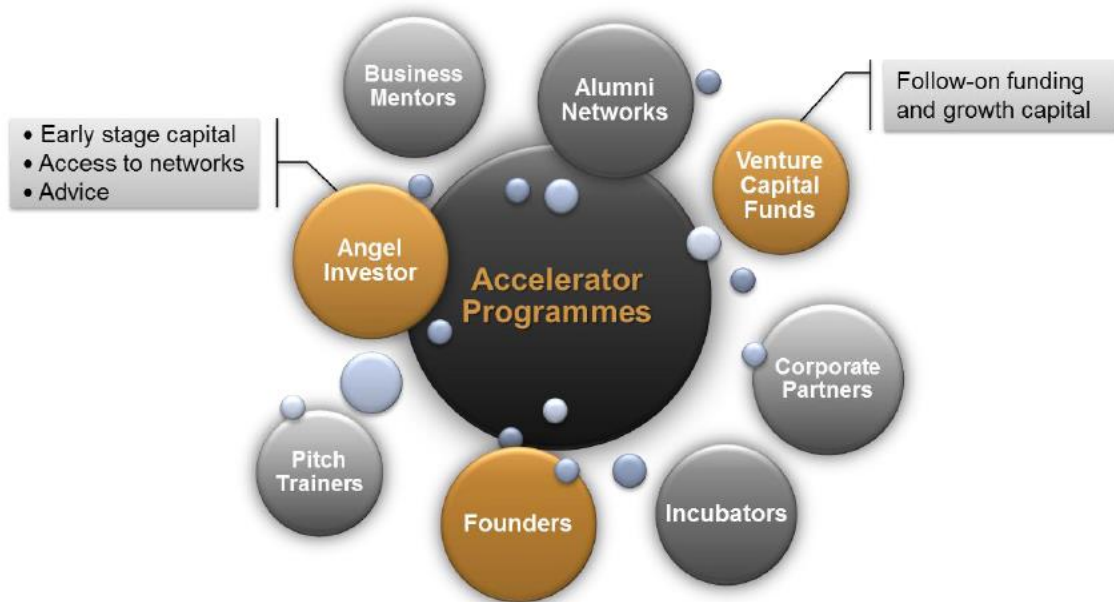 Business
Mentors
Alumni
Networks
Follow-on funding
and growth capital
• Early stage capital
• Access to networks
• Advice
Venture
Capital
Funds
Angel
Investor
Accelerator
Programmes
Corporate
Partners
Pitch
Trainers
Founders
Incubators